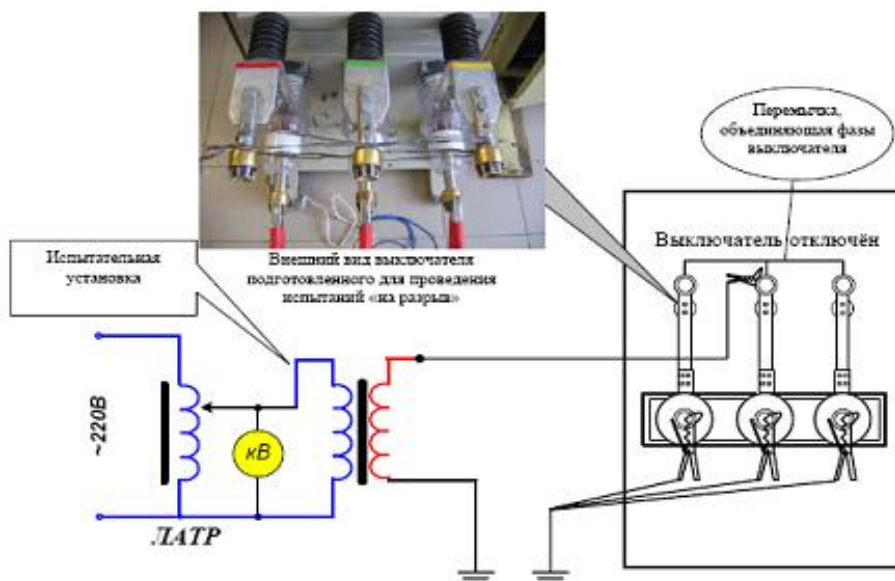 Перемычка,
объединяющая фазы
выключателя
Выключатель отключён
Испытательная
установка
Внешний вид выключателя
подготовленного для проведения
испытаний «на разрыв»
~220В
кВ
ЛАТР